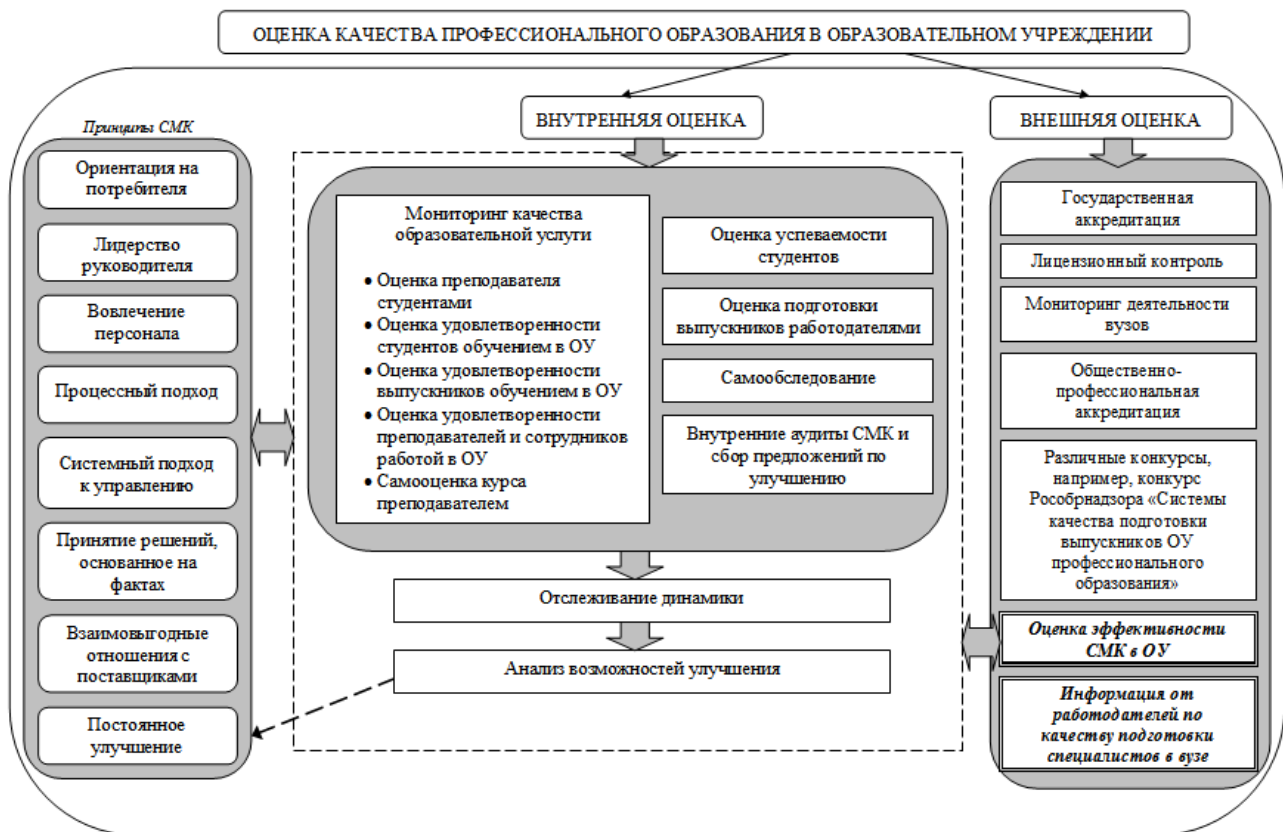 ОЦЕНКА КАЧЕСТВА ПРОФЕССИОНАЛЬНОГО ОБРАЗОВАНИЯ В ОБРАЗОВАТЕЛЬНОМ УЧРЕЖДЕНИИ
Принципы СМК
Ориентация на
потребителя
Лидерство
руководителя
Вовлечение
персонала
Процессный подход
Системный подход
к управлению
Принятие решений,
основанное на
фактах
Взаимовыгодные
отношения с
поставщиками
Постоянное
улучшение
ВНУТРЕННЯЯ ОЦЕНКА
Мониторинг качества
образовательной услуги
• Оценка преподавателя
студентами
• Оценка удовлетворенности
студентов обучением в ОУ
• Оценка удовлетворенности
выпускников обучением в ОУ
• Оценка удовлетворенности
преподавателей и сотрудников
работой в ОУ
• Самооценка курса
преподавателем
Оценка успеваемости
студентов
Оценка подготовки
выпускников работодателями
Самообследование
Внутренние аудиты СМК и
сбор предложений по
улучшению
Отслеживание динамики
Анализ возможностей улучшения
ВНЕШНЯЯ ОЦЕНКА
Государственная
аккредитация
Лицензионный контроль
Мониторинг деятельности
вузов
Общественно-
профессиональная
аккредитация
Различные конкурсы,
например, конкурс
Рособрнадзора «Системы
качества подготовки
выпускников ОУ
профессионального
образования»
Оценка эффективности
СМК в ОУ
Информация от
работодателей по
качеству подготовки
специалистов в вузе